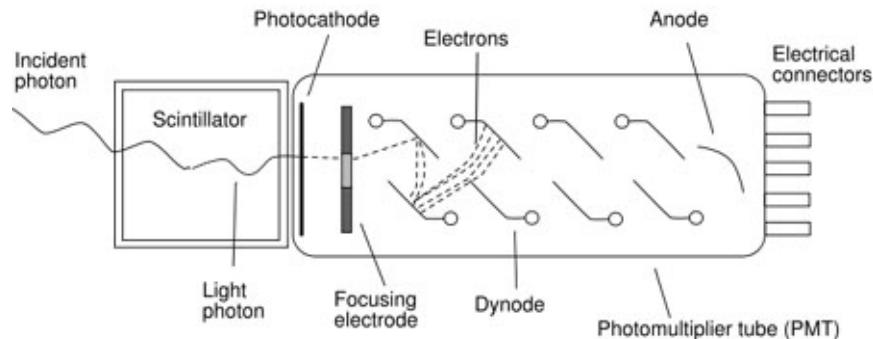 Photocathode
Electrons
Anode
Incident
photon
Electrical
connectors
Scintillator
Light
photon
Focusing
electrode
Dynode
Photomultiplier tube (PMT)